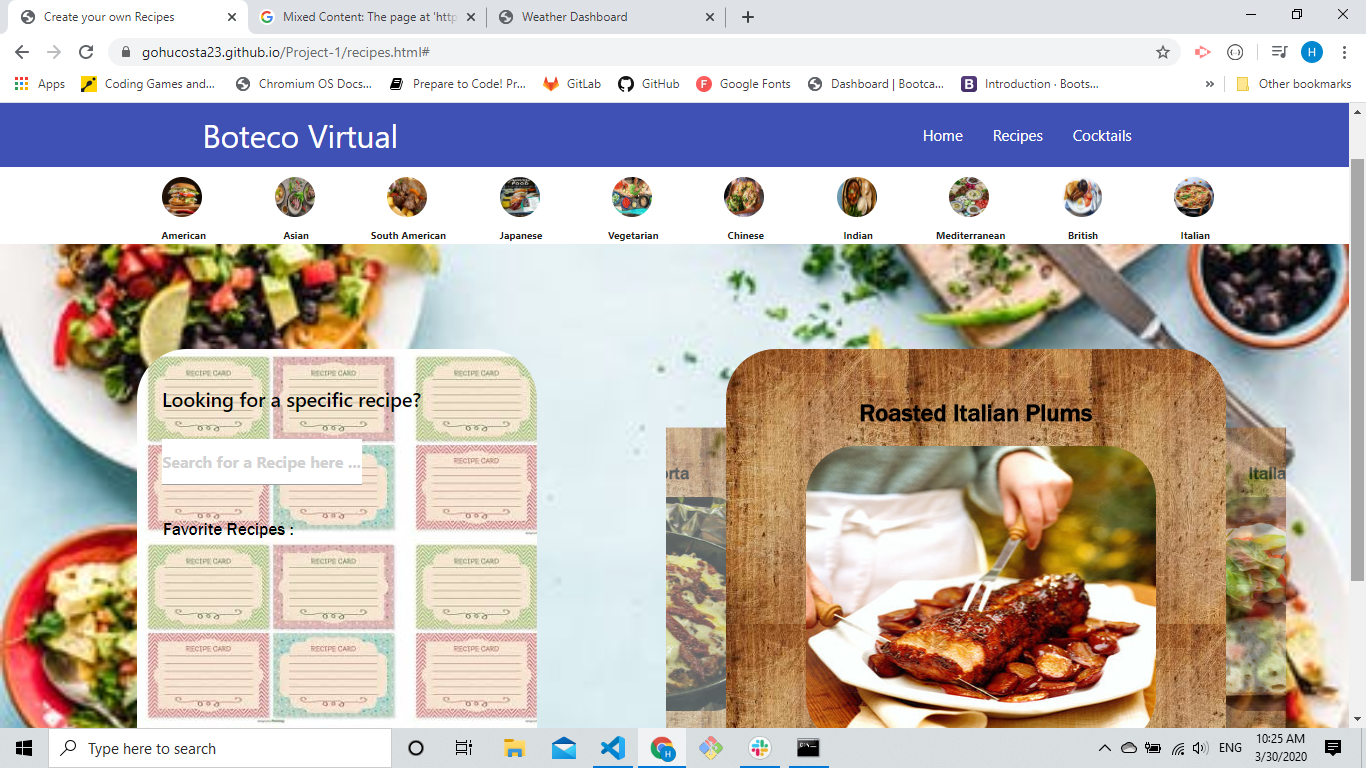 Create your own Recipes
Mixed Content: The page at 'http
Weather Dashboard
gohucosta23.github.io/Project-1/recipes.html#
H
Apps
Coding Games and...
Chromium OS Docs...
Prepare to Code! Pr...
GitLab
GitHub
Google Fonts
Dashboard | Bootca...
Introduction · Boots...
Other bookmarks
Boteco Virtual
Home
Recipes
Cocktails
American
Asian
South American
Japanese
Vegetarian
Chinese
Indian
Mediterranean
British
Italian
RECIPE CARD
RECIPE CARD
RECIPE CARD
Looking for a specific recipe?
RECIPE CARD
Search for a Recipe here ...
Favorite Recipes :
RECIPE CARD
RECIPE CARD
RECIPE CARD
RECIPE CARD
RECIPE CARD
RECIPE CARD
Roasted Italian Plums
orta
Italia
Type here to search
ENG
10:25 AM
3/30/2020